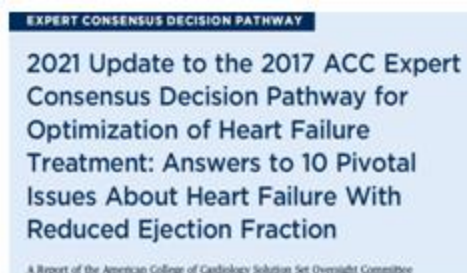 EXPERT CONSENSUS DECISION PATHWAY
2021 Update to the 2017 ACC Expert
Consensus Decision Pathway for
Optimization of Heart Failure
Treatment: Answers to 10 Pivotal
Issues About Heart Failure With
Reduced Ejection Fraction
A Report of the American College of Cardiology Solution Set Oversight Committee